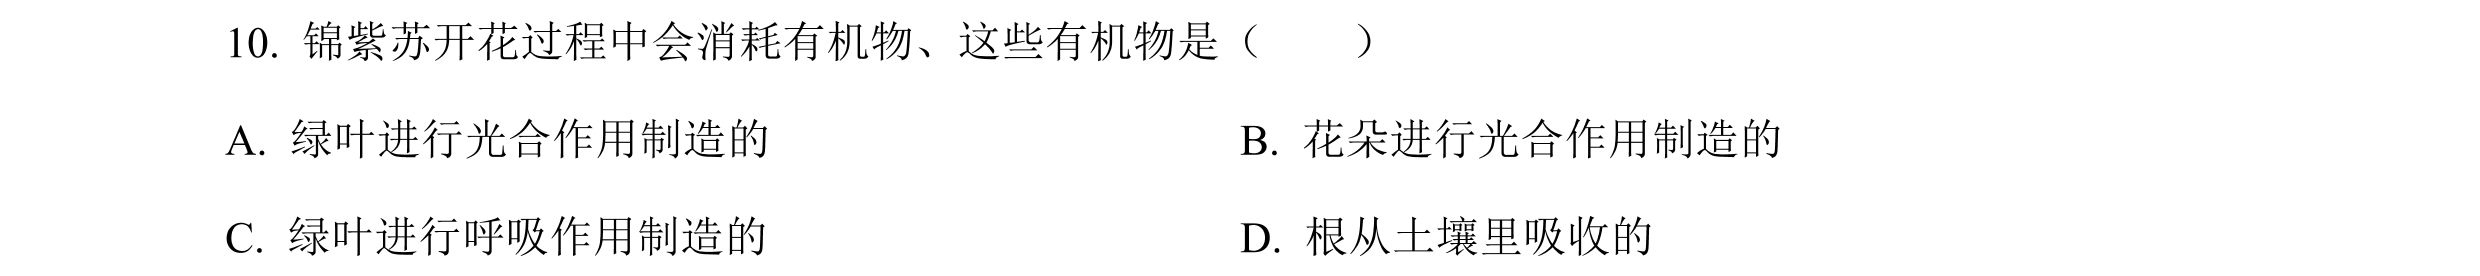 10. 锦紫苏开花过程中会消耗有机物、这些有机物是（　　）
A. 绿叶进行光合作用制造的 B. 花朵进行光合作用制造的
C. 绿叶进行呼吸作用制造的 D. 根从土壤里吸收的